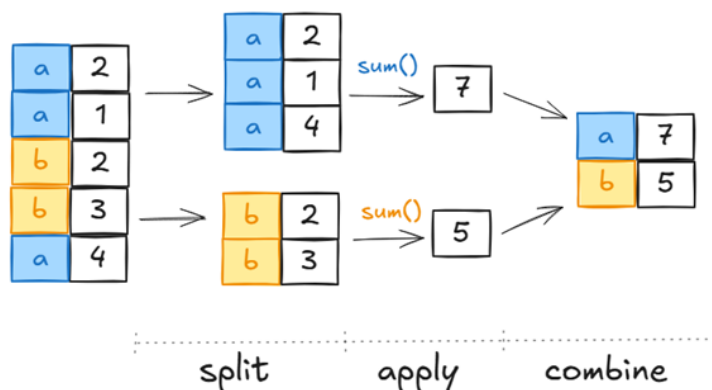 a 2
a 1
b 2
b 3
a 4
a 2
a 1
a 4
b 2
b 3
sum()
7
sum()
5
a 7
b 5
split apply combine